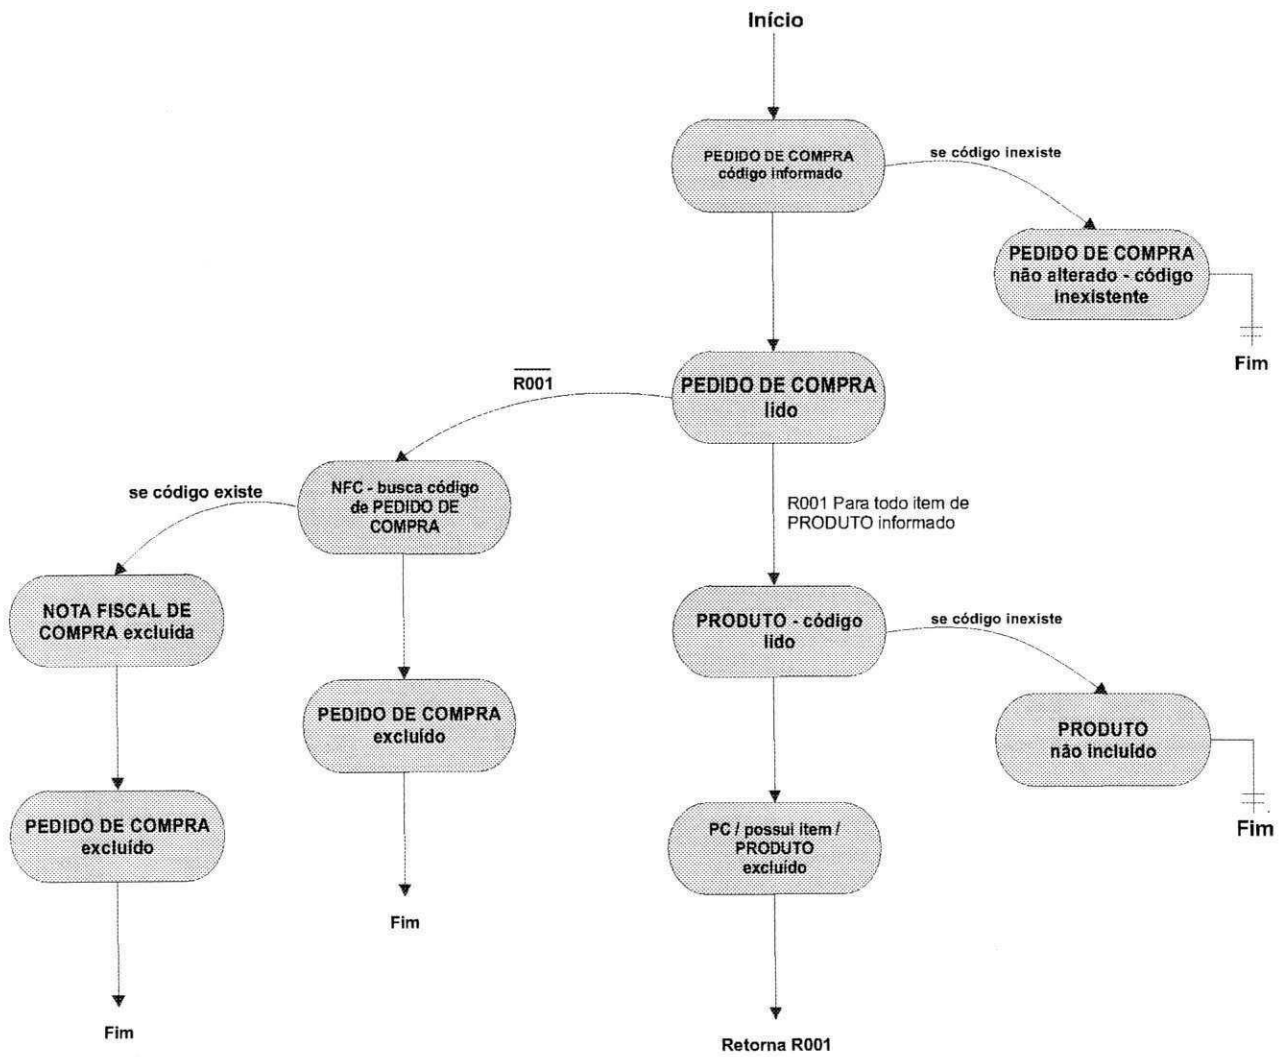 Início
PEDIDO DE COMPRA
código informado
se código inexiste
PEDIDO DE COMPRA
não alterado - código
inexistente
Fim
PEDIDO DE COMPRA
lido
R001
NFC - busca código
de PEDIDO DE
COMPRA
se código existe
R001 Para todo item de
PRODUTO informado
NOTA FISCAL DE
COMPRA excluída
PRODUTO - código
lido
se código inexiste
PEDIDO DE COMPRA
excluído
PRODUTO
não incluído
Fim
PEDIDO DE COMPRA
excluído
PC / possui item /
PRODUTO
excluído
Fim
Fim
Retorna R001